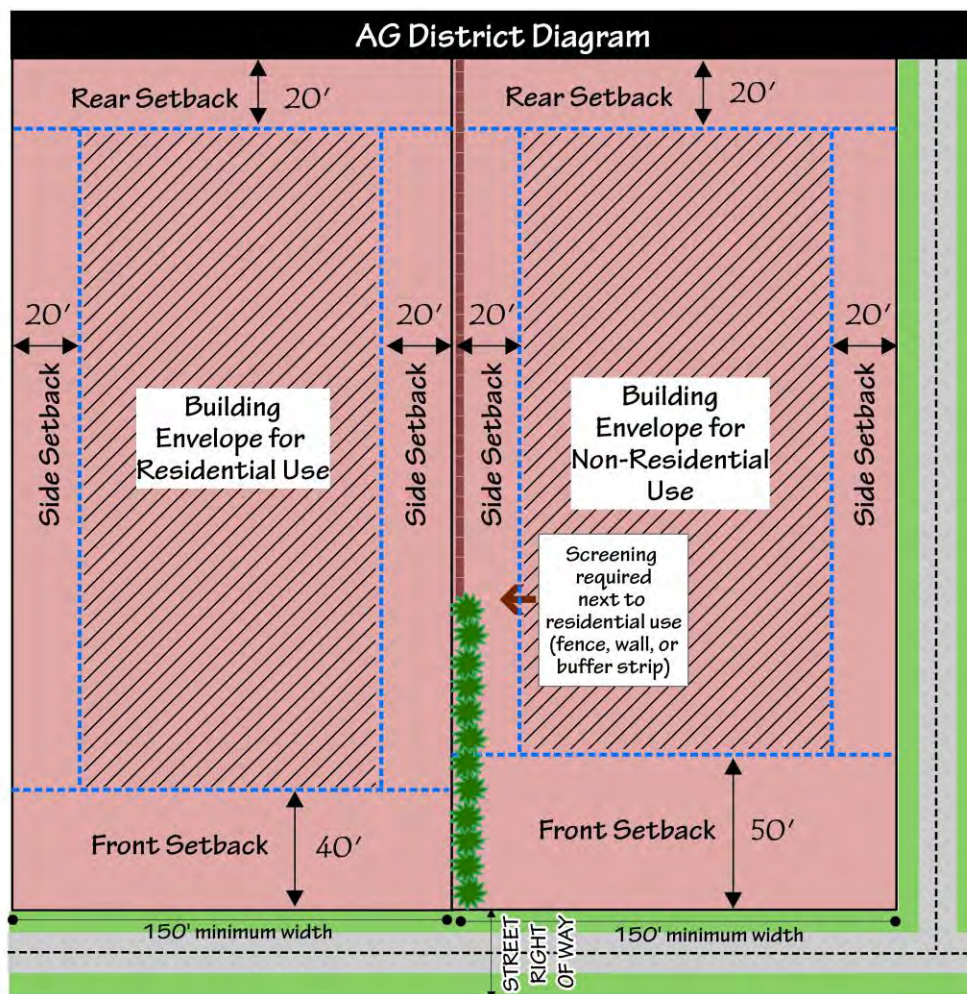 AG District Diagram
Rear Setback 20'
Rear Setback 20'
20'
20'
20'
20'
Side Setback
Side Setback
Side Setback
Side Setback
Building
Envelope for
Residential Use
Building
Envelope for
Non-Residential
Use
Screening
required
next to
residential use
(fence, wall, or
buffer strip)
Front Setback 40'
Front Setback 50'
150' minimum width
150' minimum width
STREET
RIGHT
OF WAY